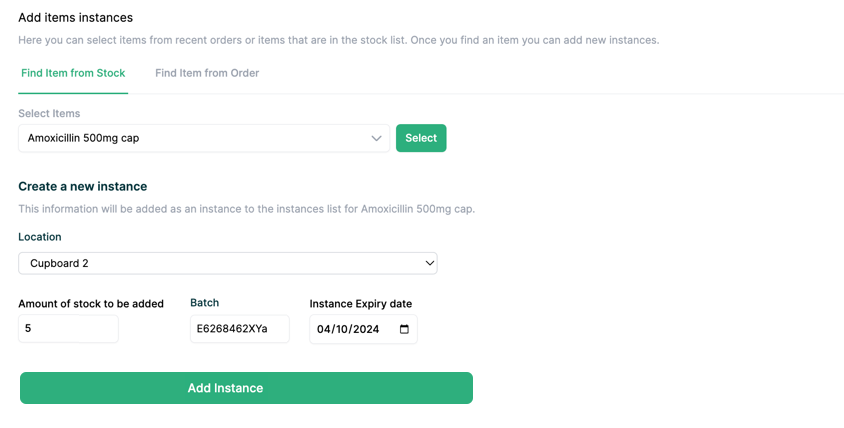 Add items instances
Here you can select items from recent orders or items that are in the stock list. Once you find an item you can add new instances.
Find Item from Stock
Find Item from Order
Select Items
Amoxicillin 500mg cap
Select
Create a new instance
This information will be added as an instance to the instances list for Amoxicillin 500mg cap.
Location
Cupboard 2
Amount of stock to be added
Batch
Instance Expiry date
5
E6268462XYa
04/10/2024
Add Instance